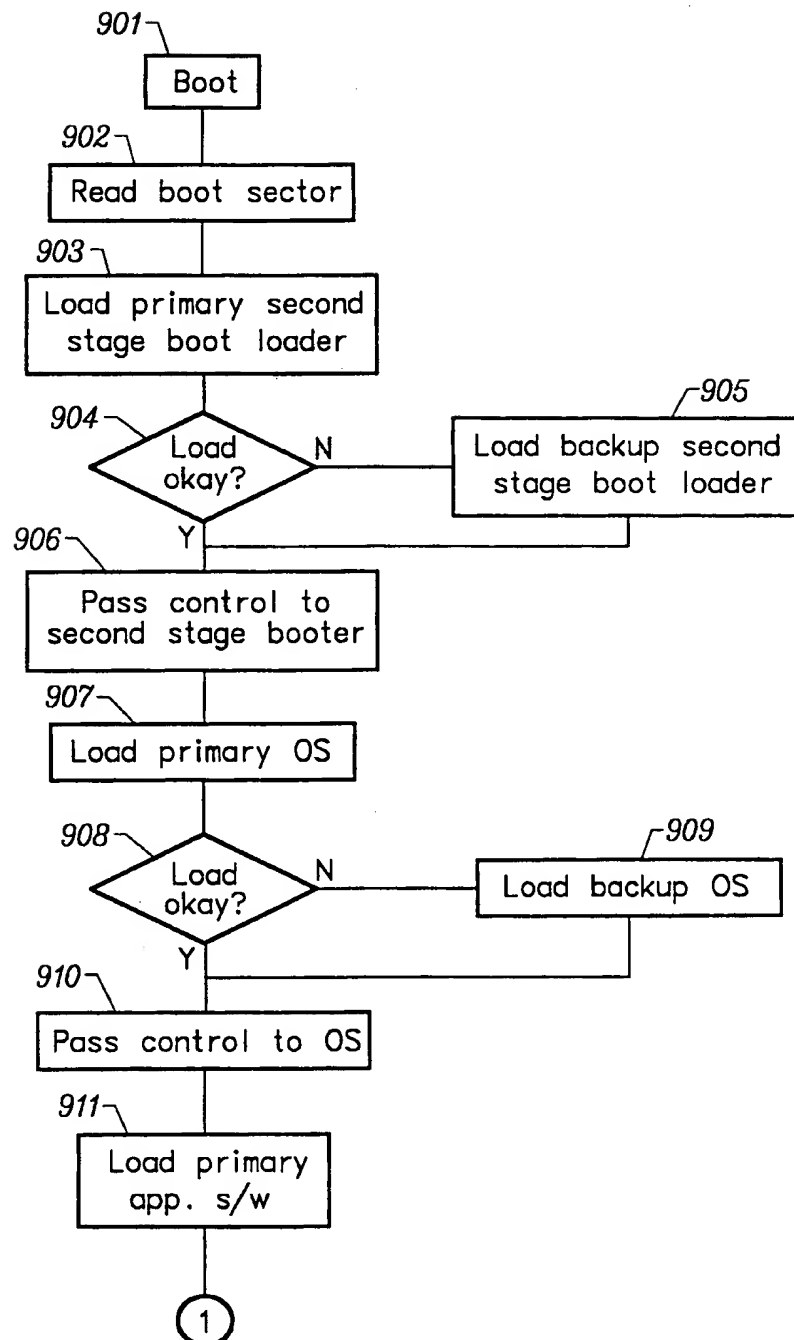 901
Boot
902
Read boot sector
903
Load primary second
stage boot loader
904
Load
okay?
N
905
Load backup second
stage boot loader
Y
906
Pass control to
second stage booter
907
Load primary OS
908
Load
okay?
N
909
Load backup OS
Y
910
Pass control to OS
911
Load primary
app. s/w
1